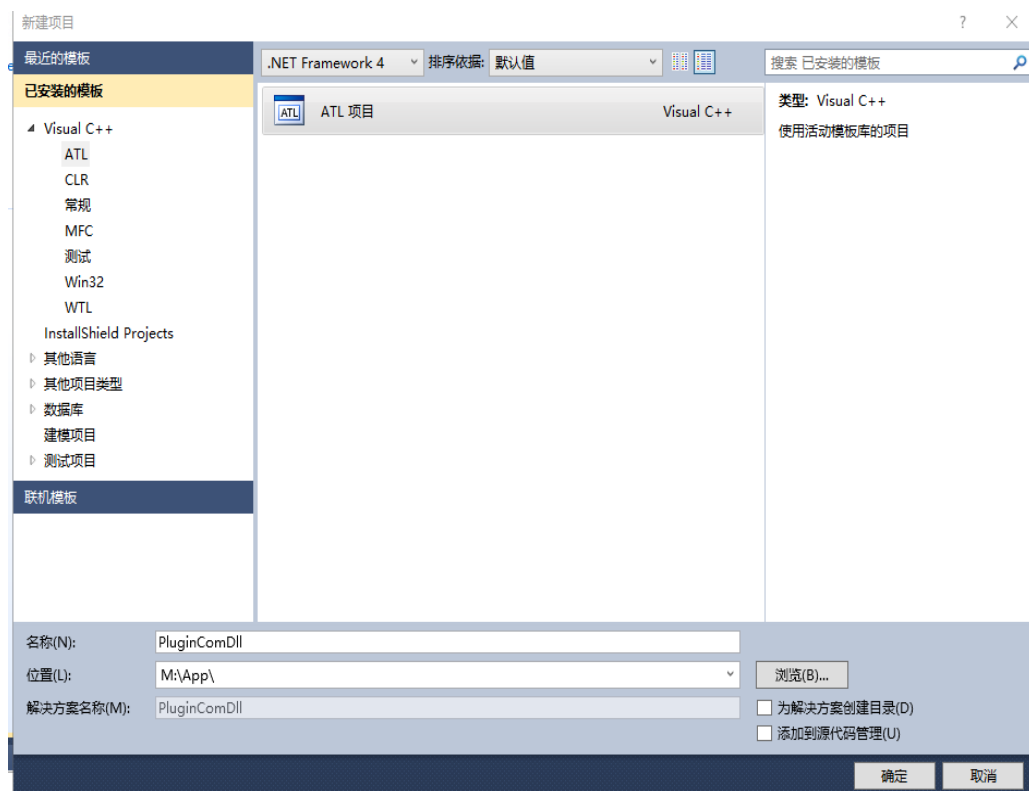 新建项目
最近的模板
已安装的模板
Visual C++
ATL
CLR
常规
MFC
测试
Win32
WTL
InstallShield Projects
其他语言
其他项目类型
数据库
建模项目
测试项目
联机模板
.NET Framework 4 排序依据: 默认值
ATL ATL 项目 Visual C++
搜索 已安装的模板
类型: Visual C++
使用活动模板库的项目
名称(N): PluginComDll
位置(L): M:\App\ 浏览(B)...
解决方案名称(M): PluginComDll 为解决方案创建目录(D)
添加到源代码管理(U)
确定 取消